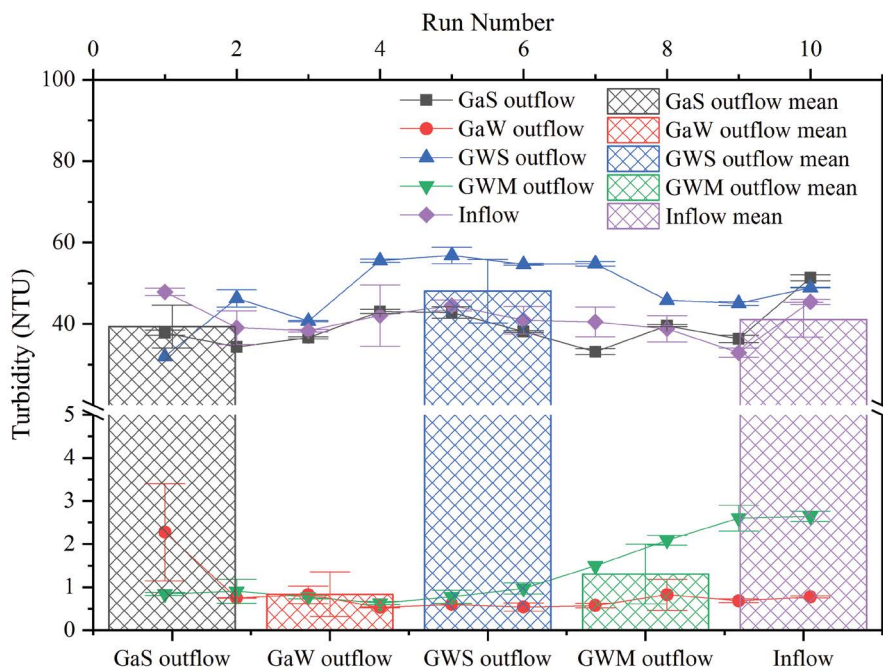 Run Number
0 2 4 6 8 10
100
80
60
40
5
4
3
2
1
0
Turbidity (NTU)
GaS outflow
GaW outflow
GWS outflow
GWM outflow
Inflow
GaS outflow mean
GaW outflow mean
GWS outflow mean
GWM outflow mean
Inflow mean
GaS outflow GaW outflow GWS outflow GWM outflow Inflow